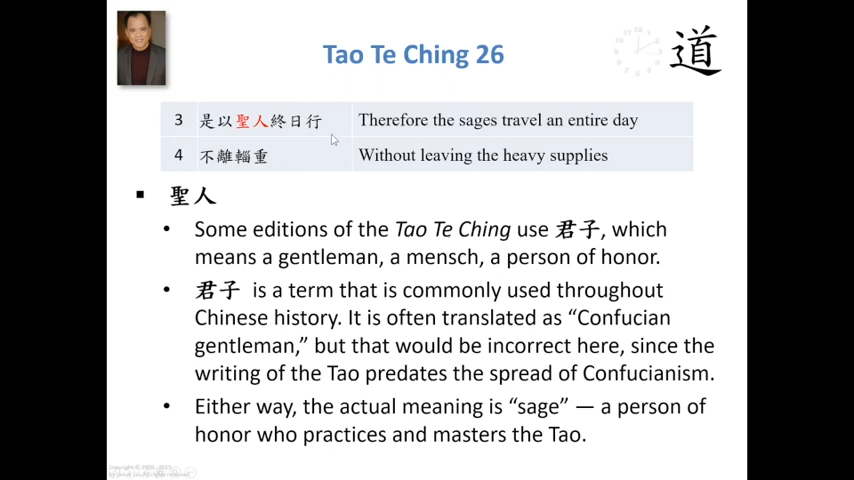 Tao Te Ching 26
道
3 是以聖人終日行 Therefore the sages travel an entire day
4 不離輜重 Without leaving the heavy supplies
▪ 聖人
• Some editions of the Tao Te Ching use 君子, which
means a gentleman, a mensch, a person of honor.
• 君子 is a term that is commonly used throughout
Chinese history. It is often translated as “Confucian
gentleman,” but that would be incorrect here, since the
writing of the Tao predates the spread of Confucianism.
• Either way, the actual meaning is “sage” — a person of
honor who practices and masters the Tao.